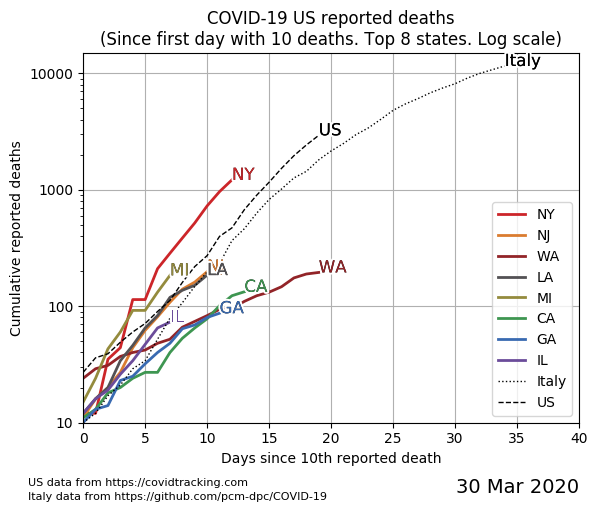 COVID-19 US reported deaths
(Since first day with 10 deaths. Top 8 states. Log scale)
Cumulative reported deaths
10000
1000
100
10
Italy
US
NY
MI
NJ
LA
WA
CA
GA
IL
NY
NJ
WA
LA
MI
CA
GA
IL
Italy
US
0 5 10 15 20 25 30 35 40
Days since 10th reported death
US data from https://covidtracking.com
Italy data from https://github.com/pcm-dpc/COVID-19
30 Mar 2020